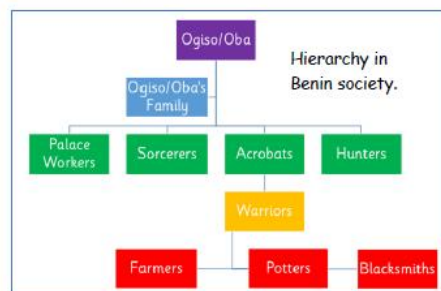 Ogiso/Oba
Hierarchy in
Benin society.
Ogiso/Oba's
Family
Palace
Workers
Sorcerers
Acrobats
Hunters
Warriors
Farmers
Potters
Blacksmiths